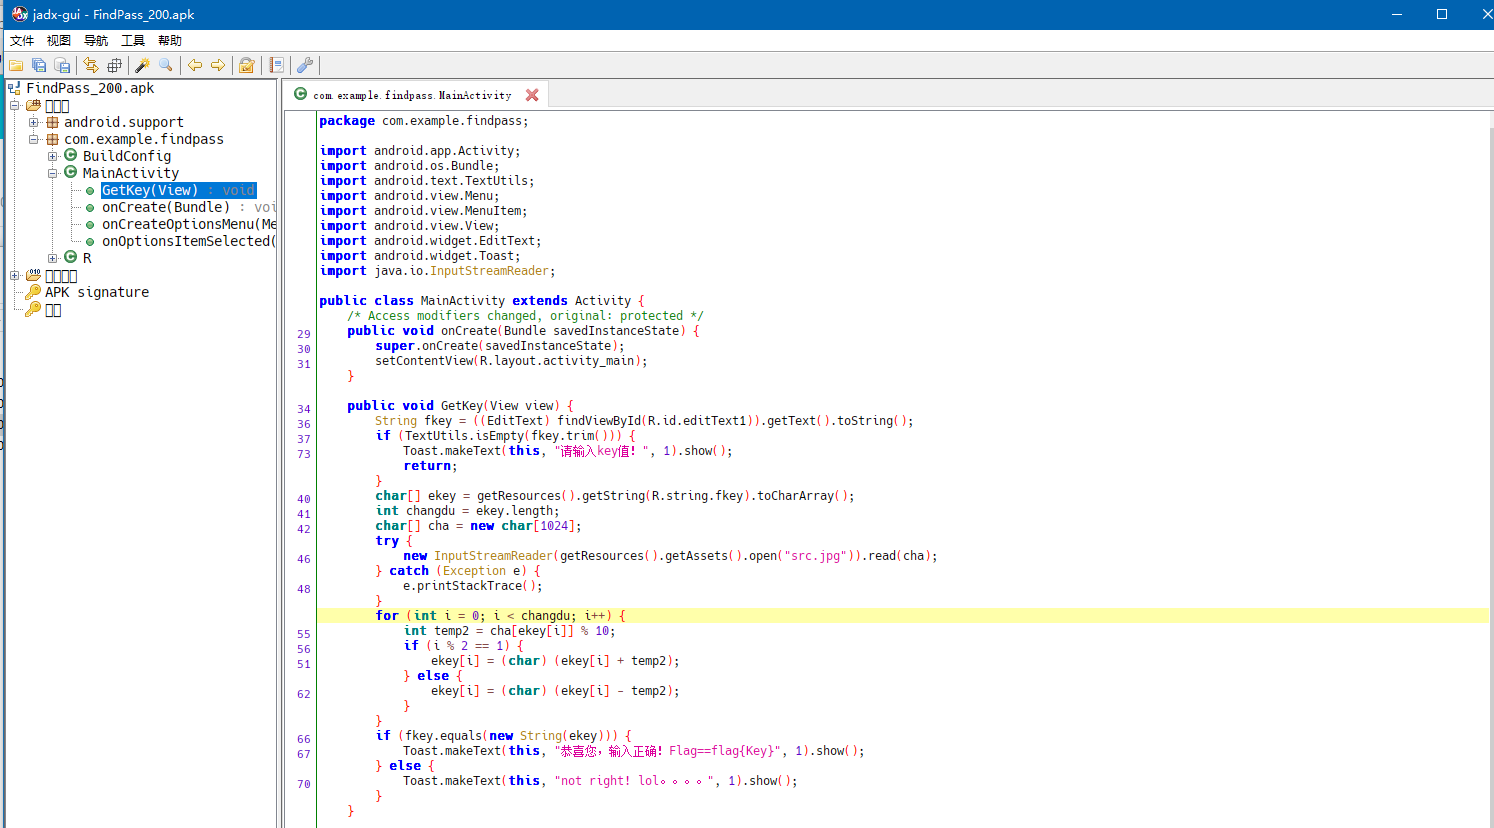 jadx-gui - FindPass_200.apk
文件 视图 导航 工具 帮助
FindPass_200.apk
android.support
com.example.findpass
BuildConfig
MainActivity
GetKey(View) : void
onCreate(Bundle) : voi
onCreateOptionsMenu(Me
onOptionsItemSelected(
R
APK signature
com.example.findpass.MainActivity
package com.example.findpass;
import android.app.Activity;
import android.os.Bundle;
import android.text.TextUtils;
import android.view.Menu;
import android.view.MenuItem;
import android.view.View;
import android.widget.EditText;
import android.widget.Toast;
import java.io.InputStreamReader;
public class MainActivity extends Activity {
/* Access modifiers changed, original: protected */
29 public void onCreate(Bundle savedInstanceState) {
30 super.onCreate(savedInstanceState);
31 setContentView(R.layout.activity_main);
}
34 public void GetKey(View view) {
36 String fkey = ((EditText) findViewById(R.id.editText1)).getText().toString();
37 if (TextUtils.isEmpty(fkey.trim())) {
73 Toast.makeText(this, "请输入key值！", 1).show();
return;
}
40 char[] ekey = getResources().getString(R.string.fkey).toCharArray();
41 int changdu = ekey.length;
42 char[] cha = new char[1024];
try {
46 new InputStreamReader(getResources().getAssets().open("src.jpg")).read(cha);
} catch (Exception e) {
48 e.printStackTrace();
}
for (int i = 0; i < changdu; i++) {
55 int temp2 = cha[ekey[i]] % 10;
56 if (i % 2 == 1) {
51 ekey[i] = (char) (ekey[i] + temp2);
} else {
62 ekey[i] = (char) (ekey[i] - temp2);
}
}
66 if (fkey.equals(new String(ekey))) {
67 Toast.makeText(this, "恭喜您，输入正确！Flag==flag{Key}", 1).show();
} else {
70 Toast.makeText(this, "not right! lol。。。。", 1).show();
}
}